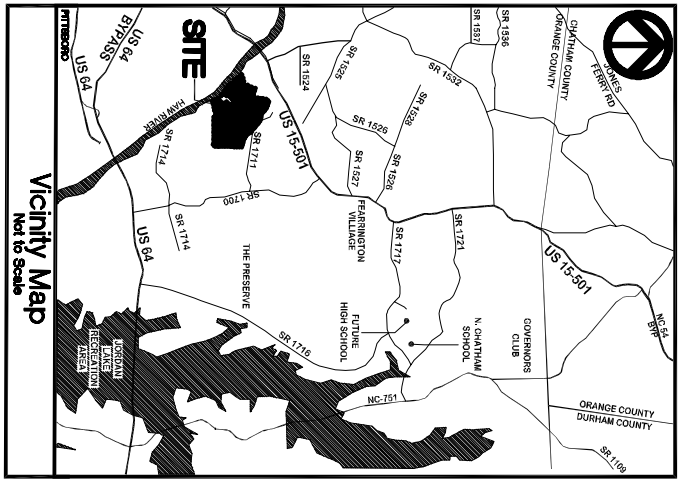 PITTSBORO
US 64
BYPASS
US 64
SITE
HAW RIVER
SR 1714
SR 1714
SR 1711
SR 1700
US 64
SR 1524
US 15-501
SR 1525
SR 1526
SR 1527
SR 1528
SR 1526
SR 1532
SR 1537
SR 1536
CHATHAM COUNTY
ORANGE COUNTY
JONES
FERRY RD
FEARRINGTON
VILLAGE
SR 1717
SR 1721
US 15-501
NC 54
BYP
THE PRESERVE
SR 1716
FUTURE
HIGH SCHOOL
N. CHATHAM
SCHOOL
GOVERNORS
CLUB
NC-751
ORANGE COUNTY
DURHAM COUNTY
SR 1109
JORDAN
LAKE
RECREATION
AREA
Vicinity Map
Not to Scale